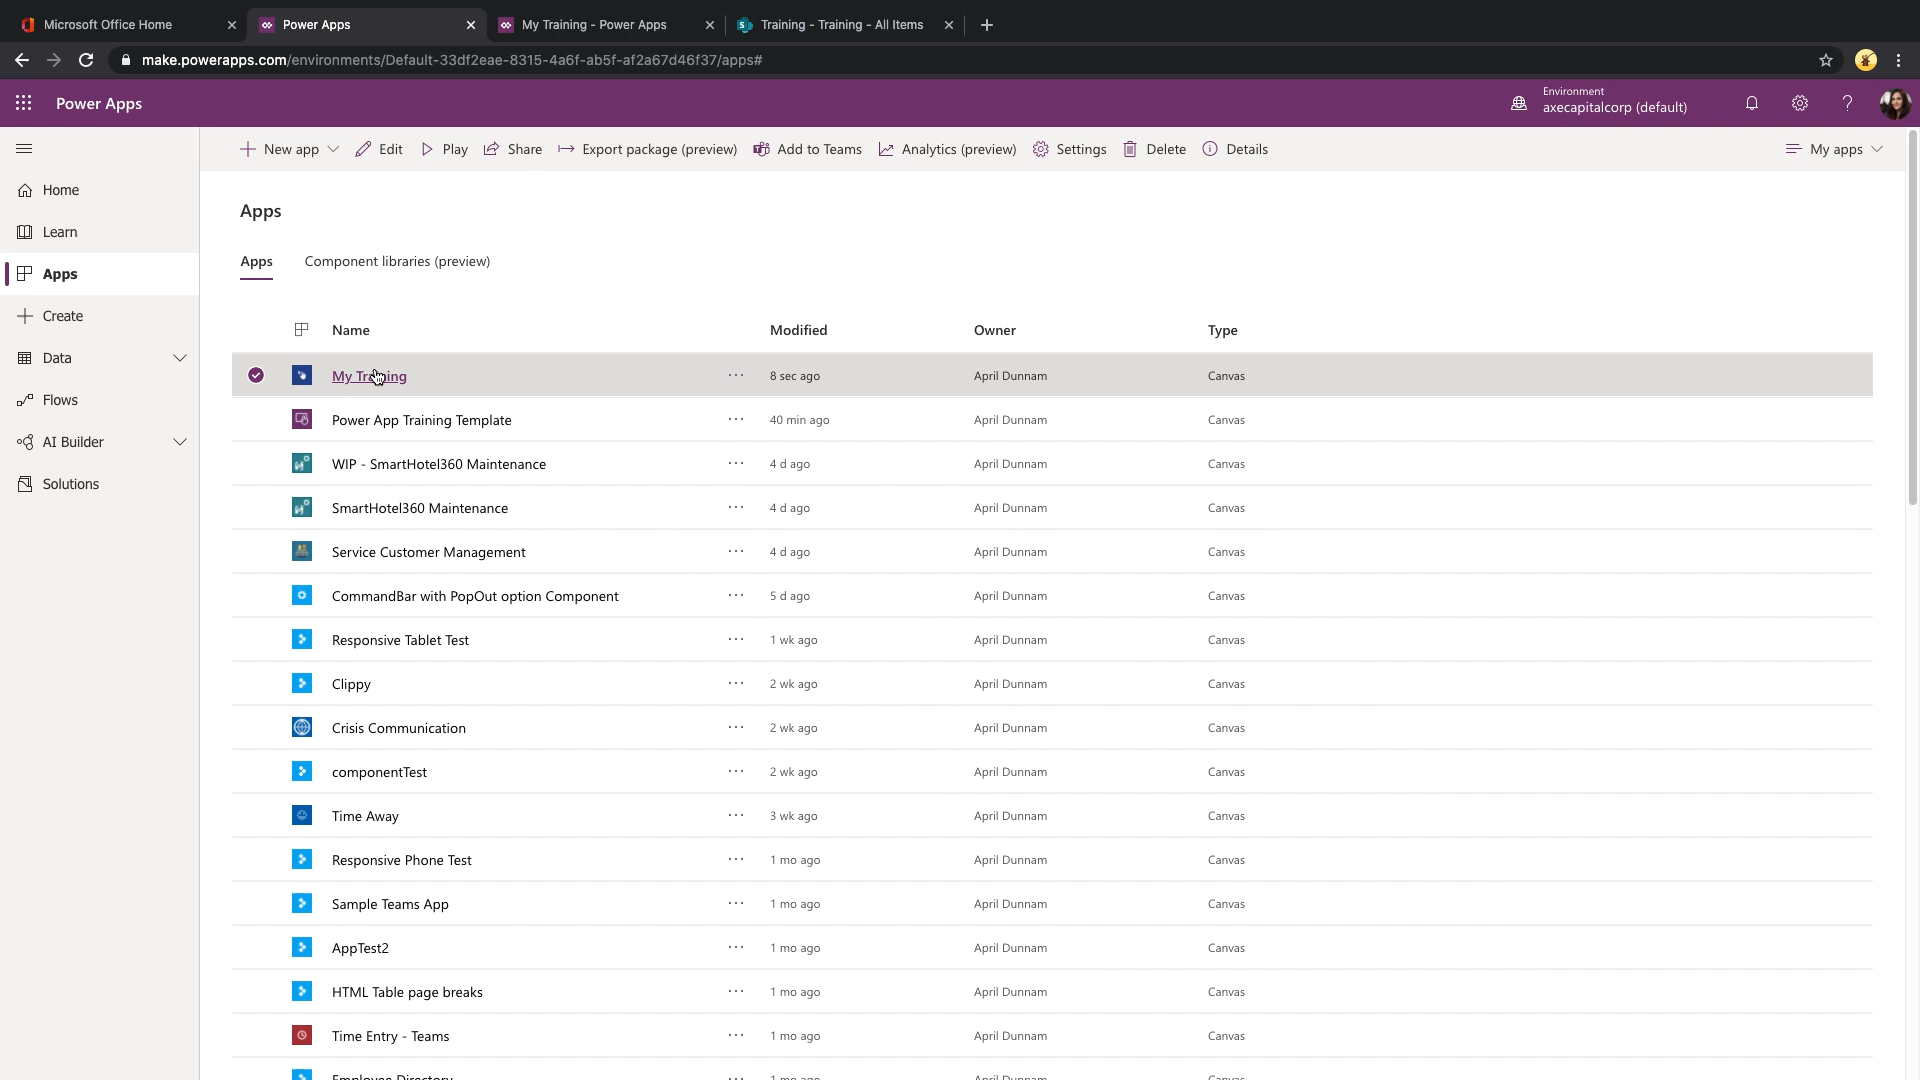 Microsoft Office Home
Power Apps
My Training - Power Apps
Training - Training - All Items
make.powerapps.com/environments/Default-33df2eae-8315-4a6f-ab5f-af2a67d46f37/apps#
Power Apps
Environment
axecapitalcorp (default)
New app
Edit
Play
Share
Export package (preview)
Add to Teams
Analytics (preview)
Settings
Delete
Details
My apps
Home
Learn
Apps
Create
Data
Flows
AI Builder
Solutions
Apps
Apps
Component libraries (preview)
Name Modified Owner Type
My Training 8 sec ago April Dunnam Canvas
Power App Training Template 40 min ago April Dunnam Canvas
WIP - SmartHotel360 Maintenance 4 d ago April Dunnam Canvas
SmartHotel360 Maintenance 4 d ago April Dunnam Canvas
Service Customer Management 4 d ago April Dunnam Canvas
CommandBar with PopOut option Component 5 d ago April Dunnam Canvas
Responsive Tablet Test 1 wk ago April Dunnam Canvas
Clippy 2 wk ago April Dunnam Canvas
Crisis Communication 2 wk ago April Dunnam Canvas
componentTest 2 wk ago April Dunnam Canvas
Time Away 3 wk ago April Dunnam Canvas
Responsive Phone Test 1 mo ago April Dunnam Canvas
Sample Teams App 1 mo ago April Dunnam Canvas
AppTest2 1 mo ago April Dunnam Canvas
HTML Table page breaks 1 mo ago April Dunnam Canvas
Time Entry - Teams 1 mo ago April Dunnam Canvas
Employee Directory 1 mo ago April Dunnam Canvas